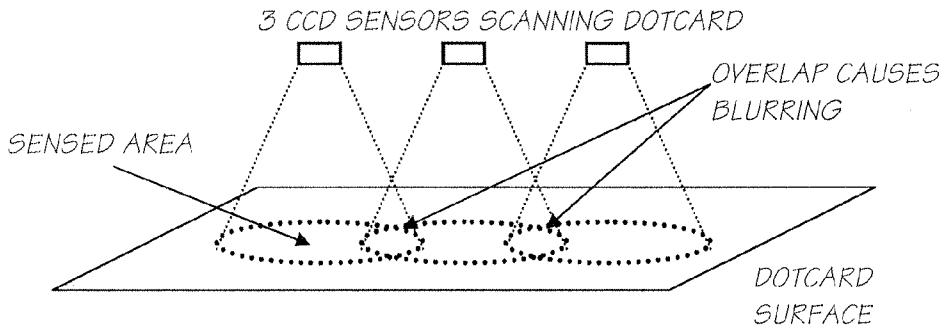 3 CCD SENSORS SCANNING DOTCARD
OVERLAP CAUSES
BLURRING
SENSED AREA
DOTCARD
SURFACE